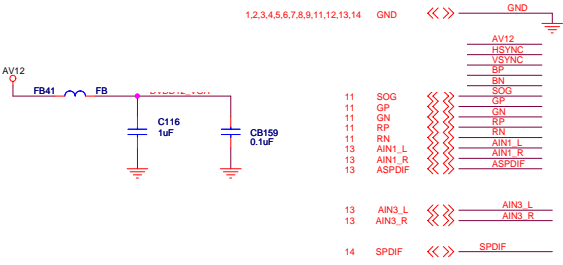 1,2,3,4,5,6,7,8,9,11,12,13,14 GND GND
AV12
HSYNC
VSYNC
BP
BN
AV12
FB41 FB
C116
1uF
CB159
0.1uF
11 SOG SOG
11 GP GP
11 GN GN
11 RP RP
11 RN RN
13 AIN1_L AIN1_L
13 AIN1_R AIN1_R
13 ASPDIF ASPDIF
13 AIN3_L AIN3_L
13 AIN3_R AIN3_R
14 SPDIF SPDIF